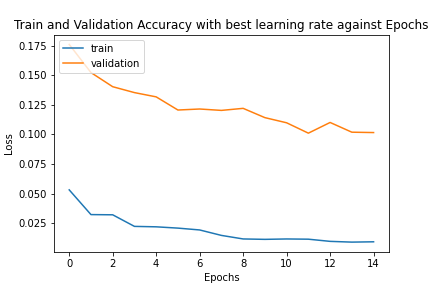 Train and Validation Accuracy with best learning rate against Epochs
train
validation
0.175
0.150
0.125
0.100
0.075
0.050
0.025
Loss
0 2 4 6 8 10 12 14
Epochs